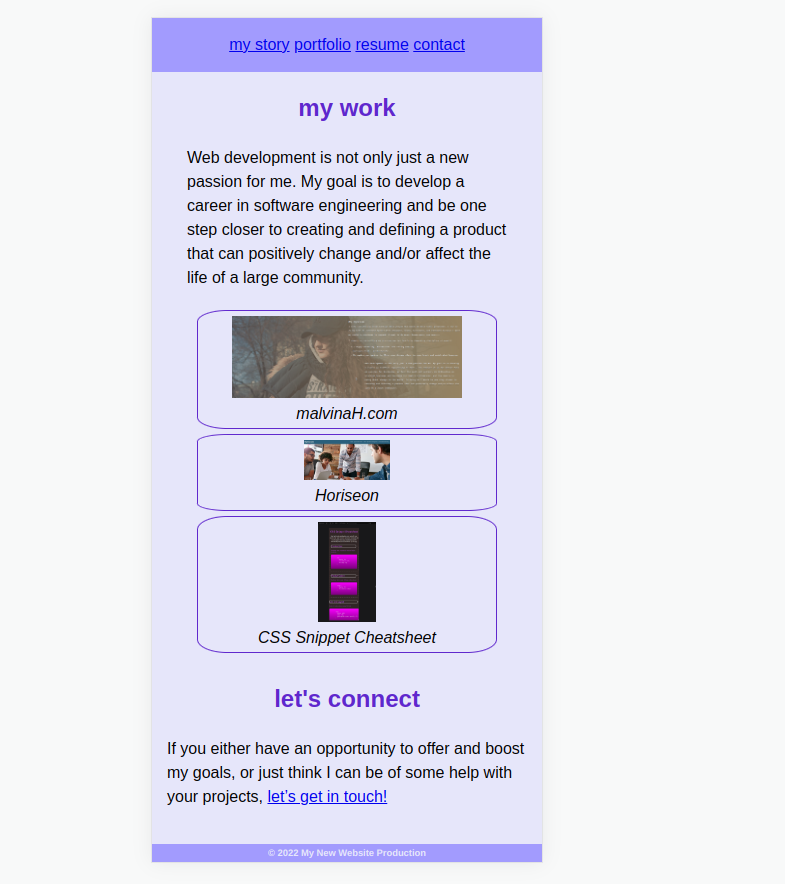 my story portfolio resume contact
my work
Web development is not only just a new
passion for me. My goal is to develop a
career in software engineering and be one
step closer to creating and defining a product
that can positively change and/or affect the
life of a large community.
malvinaH.com
Horiseon
CSS Snippet Cheatsheet
let's connect
If you either have an opportunity to offer and boost
my goals, or just think I can be of some help with
your projects, let’s get in touch!
© 2022 My New Website Production